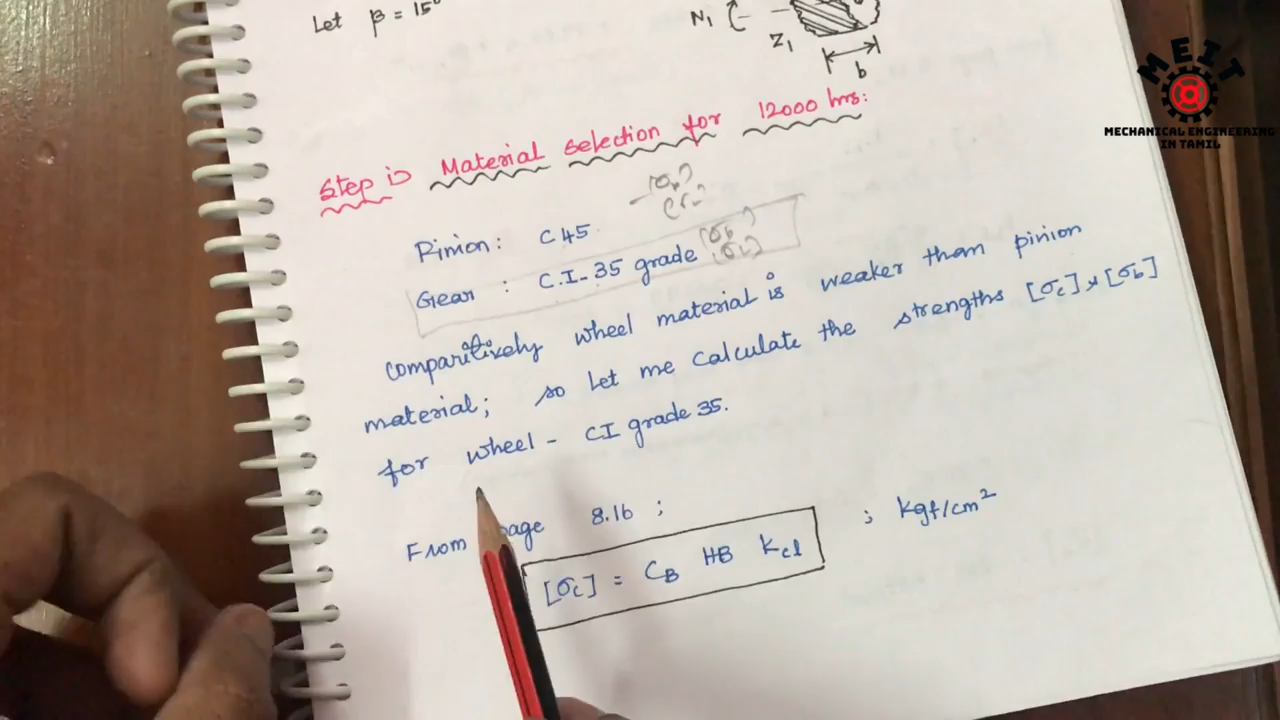 Let β = 15°
N1
Z1
b
MEIT
MECHANICAL ENGINEERING
IN TAMIL
Step i) Material selection for 12000 hrs:
Pinion: C45
Gear : C.I-35 grade [σb]
[σc]
comparitively wheel material is weaker than pinion
material; so let me calculate the strengths [σc] & [σb]
for wheel - CI grade 35.
From page 8.16 ; ; kgf/cm²
[σc] = CB HB Kcl